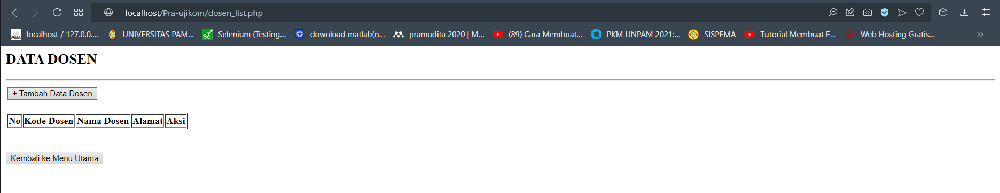 localhost/Pra-ujikom/dosen_list.php
localhost / 127.0.0.... UNIVERSITAS PAM... Selenium (Testing... download matlab(n... pramudita 2020 | M... (89) Cara Membuat... PKM UNPAM 2021:... SISPEMA Tutorial Membuat E... Web Hosting Gratis...
DATA DOSEN
+ Tambah Data Dosen
No Kode Dosen Nama Dosen Alamat Aksi
Kembali ke Menu Utama